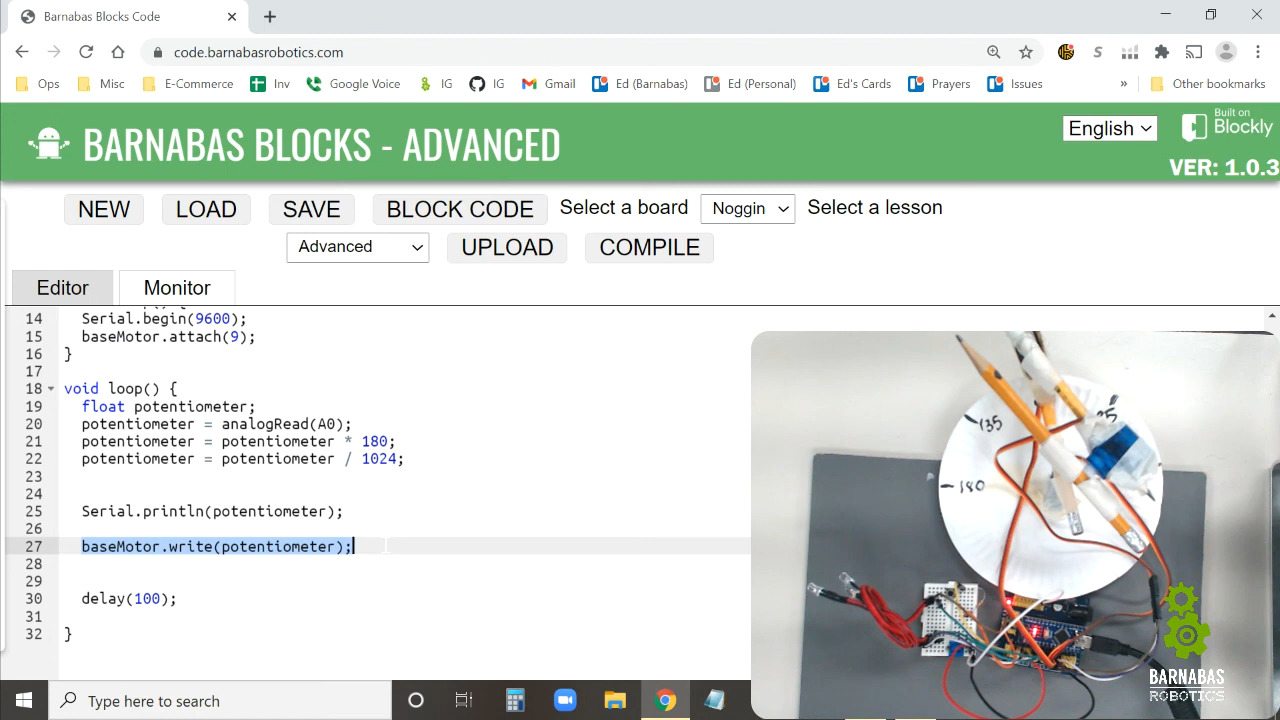 Barnabas Blocks Code
code.barnabasrobotics.com
Ops Misc E-Commerce Inv Google Voice IG IG Gmail Ed (Barnabas) Ed (Personal) Ed's Cards Prayers Issues » Other bookmarks
BARNABAS BLOCKS - ADVANCED
English
Built on
Blockly
VER: 1.0.3
NEW LOAD SAVE BLOCK CODE Select a board Noggin Select a lesson
Advanced UPLOAD COMPILE
Editor Monitor
14 Serial.begin(9600);
15 baseMotor.attach(9);
16 }
17
18 void loop() {
19 float potentiometer;
20 potentiometer = analogRead(A0);
21 potentiometer = potentiometer * 180;
22 potentiometer = potentiometer / 1024;
23
24
25 Serial.println(potentiometer);
26
27 baseMotor.write(potentiometer);
28
29
30 delay(100);
31
32 }
135
180
BARNABAS
ROBOTICS
Type here to search